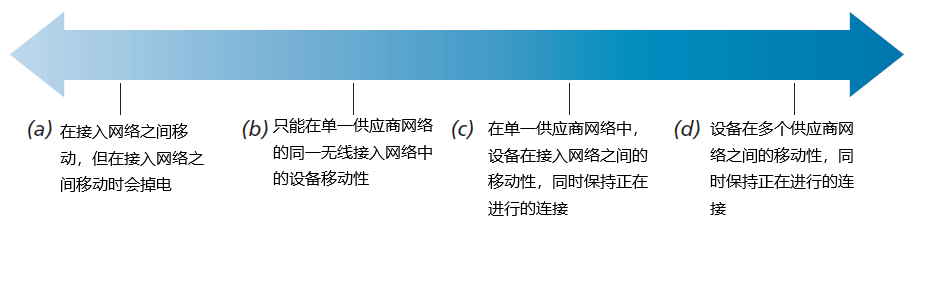 (a) 在接入网络之间移
动，但在接入网络之
间移动时会掉电
(b) 只能在单一供应商网络
的同一无线接入网络中
的设备移动性
(c) 在单一供应商网络中，
设备在接入网络之间的
移动性，同时保持正在
进行的连接
(d) 设备在多个供应商网
络之间的移动性，同
时保持正在进行的连
接